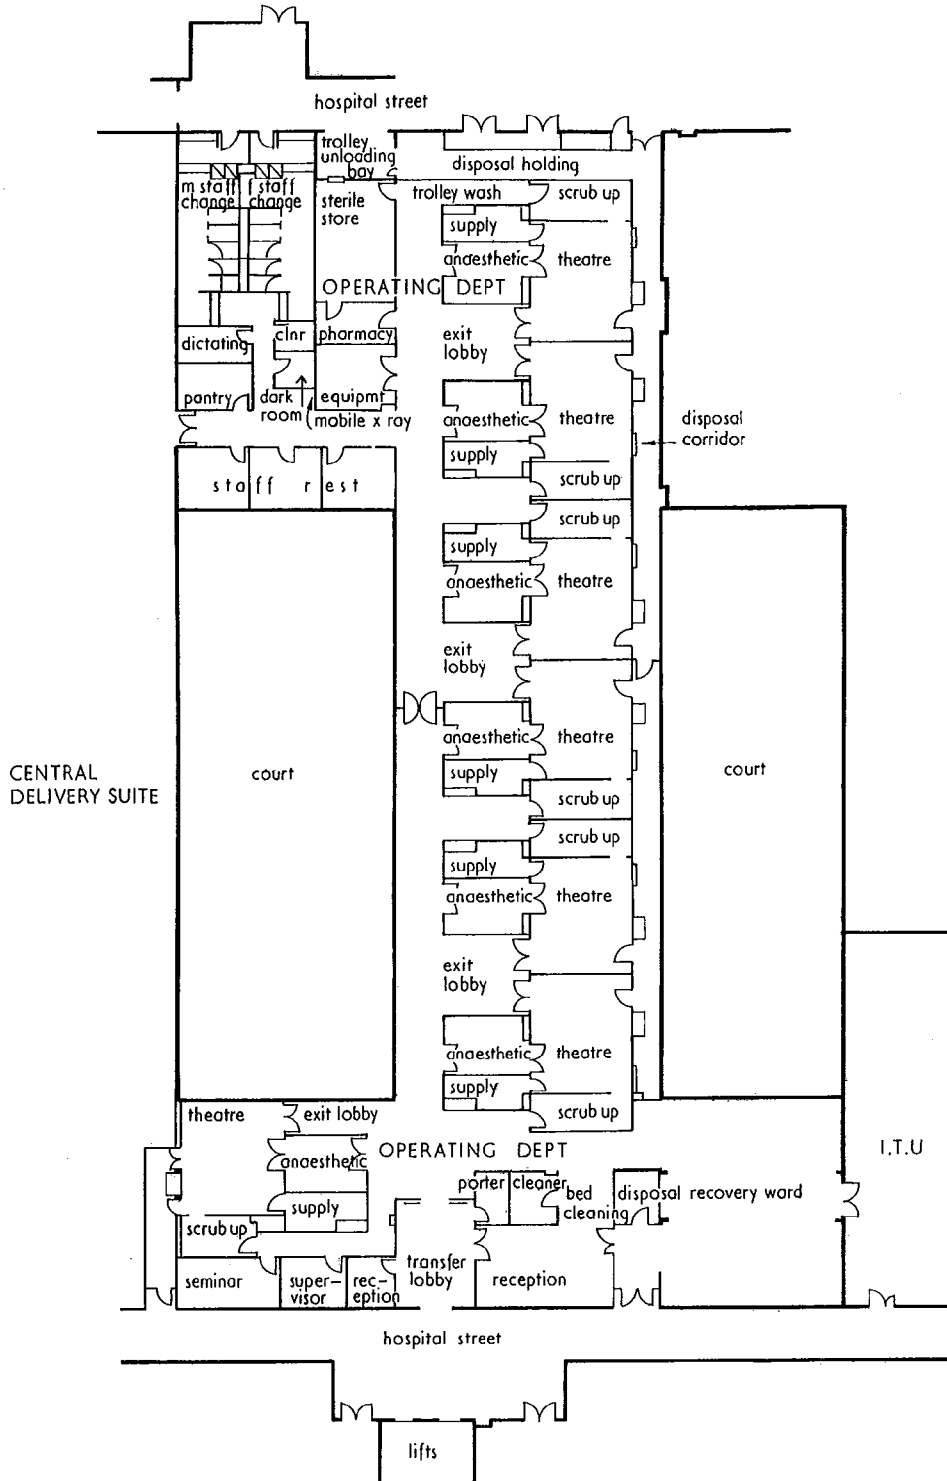 hospital street
trolley
unloading
bay
disposal holding
m staff
change
f staff
change
sterile
store
trolley wash
scrub up
supply
anaesthetic
theatre
OPERATING DEPT
exit
lobby
dictating
clnr
pharmacy
pantry
dark
room
equipmt
mobile x ray
anaesthetic
theatre
disposal
corridor
supply
scrub up
staff rest
scrub up
supply
anaesthetic
theatre
exit
lobby
anaesthetic
theatre
CENTRAL
DELIVERY SUITE
court
court
supply
scrub up
scrub up
supply
anaesthetic
theatre
exit
lobby
anaesthetic
theatre
supply
scrub up
theatre
exit lobby
OPERATING DEPT
I.T.U
anaesthetic
supply
scrub up
porter
cleaner
bed
cleaning
disposal
recovery ward
seminar
super-
visor
rec-
eption
transfer
lobby
reception
hospital street
lifts